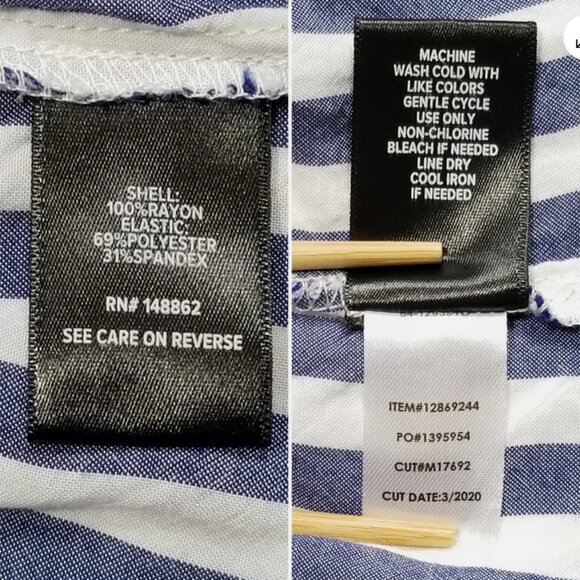 SHELL:
100%RAYON
ELASTIC:
69%POLYESTER
31%SPANDEX
RN# 148862
SEE CARE ON REVERSE
MACHINE
WASH COLD WITH
LIKE COLORS
GENTLE CYCLE
USE ONLY
NON-CHLORINE
BLEACH IF NEEDED
LINE DRY
COOL IRON
IF NEEDED
ITEM#12869244
PO#1395954
CUT#M17692
CUT DATE:3/2020